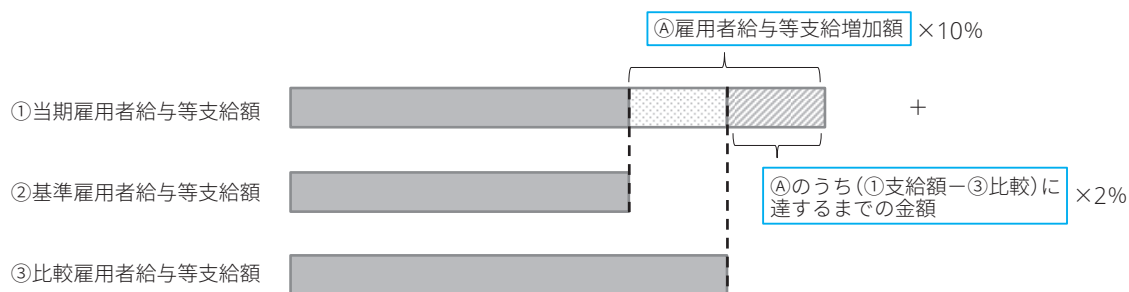 Ⓐ雇用者給与等支給増加額 ×10%
①当期雇用者給与等支給額
+
②基準雇用者給与等支給額
Ⓐのうち(①支給額－③比較)に
達するまでの金額
×2%
③比較雇用者給与等支給額